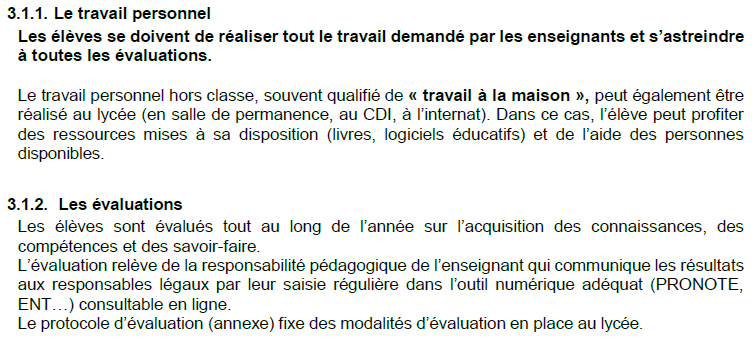 3.1.1. Le travail personnel
Les élèves se doivent de réaliser tout le travail demandé par les enseignants et s’astreindre
à toutes les évaluations.
Le travail personnel hors classe, souvent qualifié de « travail à la maison », peut également être
réalisé au lycée (en salle de permanence, au CDI, à l’internat). Dans ce cas, l’élève peut profiter
des ressources mises à sa disposition (livres, logiciels éducatifs) et de l’aide des personnes
disponibles.
3.1.2. Les évaluations
Les élèves sont évalués tout au long de l’année sur l’acquisition des connaissances, des
compétences et des savoir-faire.
L’évaluation relève de la responsabilité pédagogique de l’enseignant qui communique les résultats
aux responsables légaux par leur saisie régulière dans l’outil numérique adéquat (PRONOTE,
ENT…) consultable en ligne.
Le protocole d’évaluation (annexe) fixe des modalités d’évaluation en place au lycée.